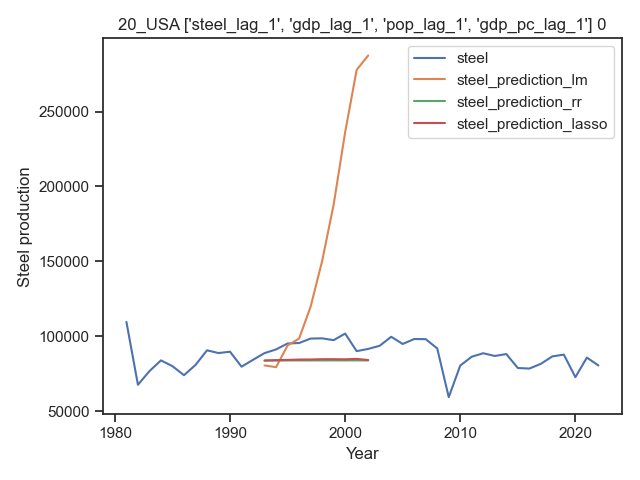 20_USA ['steel_lag_1', 'gdp_lag_1', 'pop_lag_1', 'gdp_pc_lag_1'] 0
steel
steel_prediction_lm
steel_prediction_rr
steel_prediction_lasso
250000
200000
150000
100000
50000
Steel production
1980
1990
2000
2010
2020
Year